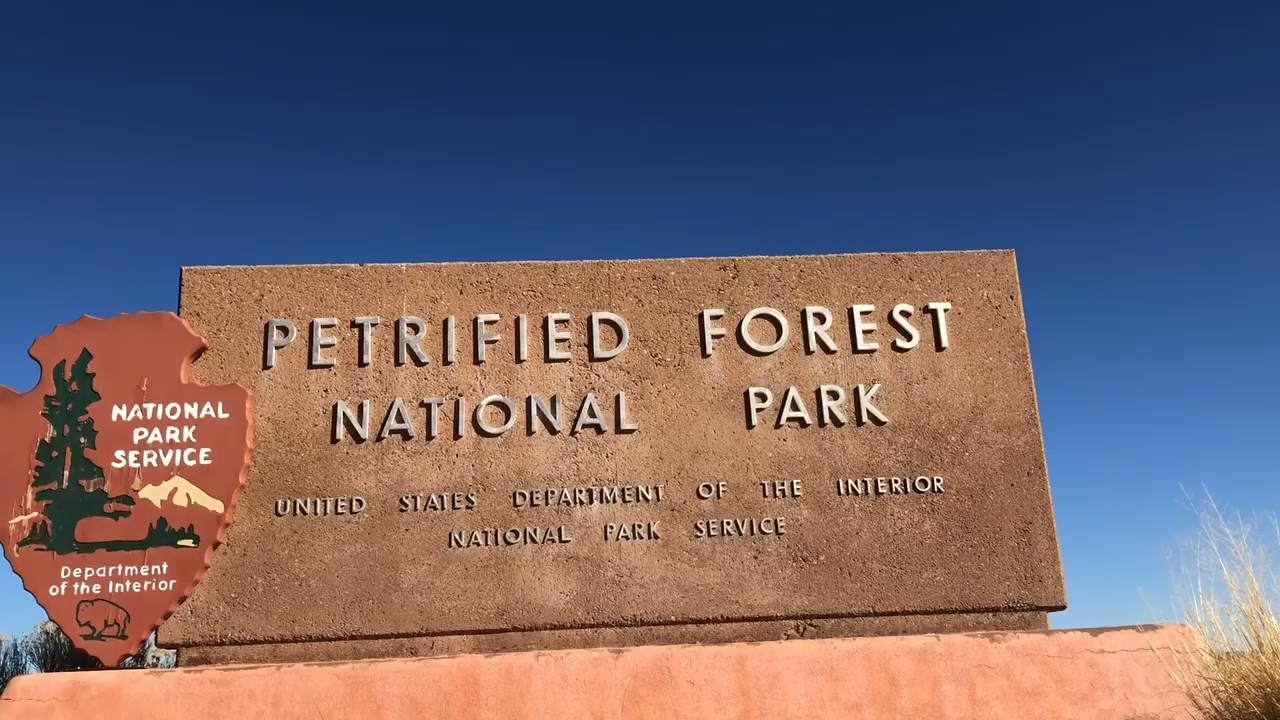 PETRIFIED FOREST
NATIONAL PARK
UNITED STATES DEPARTMENT OF THE INTERIOR
NATIONAL PARK SERVICE
NATIONAL
PARK
SERVICE
Department
of the Interior